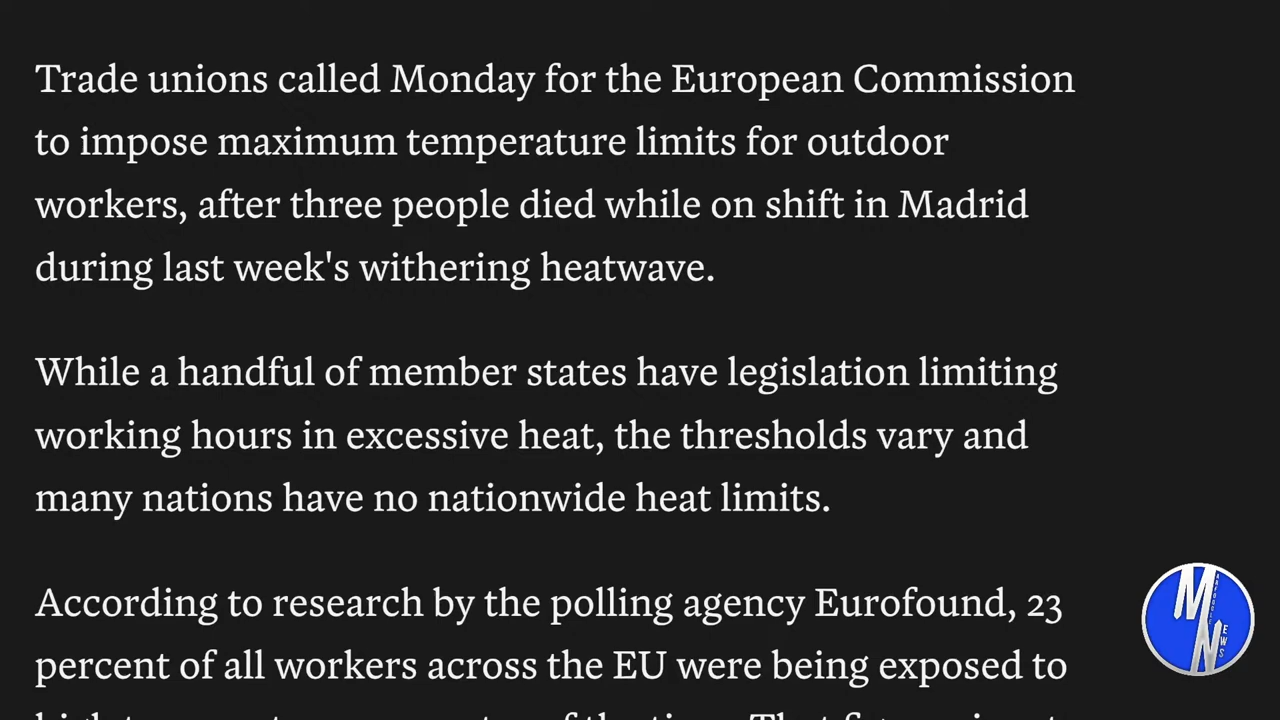 Trade unions called Monday for the European Commission
to impose maximum temperature limits for outdoor
workers, after three people died while on shift in Madrid
during last week's withering heatwave.
While a handful of member states have legislation limiting
working hours in excessive heat, the thresholds vary and
many nations have no nationwide heat limits.
According to research by the polling agency Eurofound, 23
percent of all workers across the EU were being exposed to
M
N
EWS